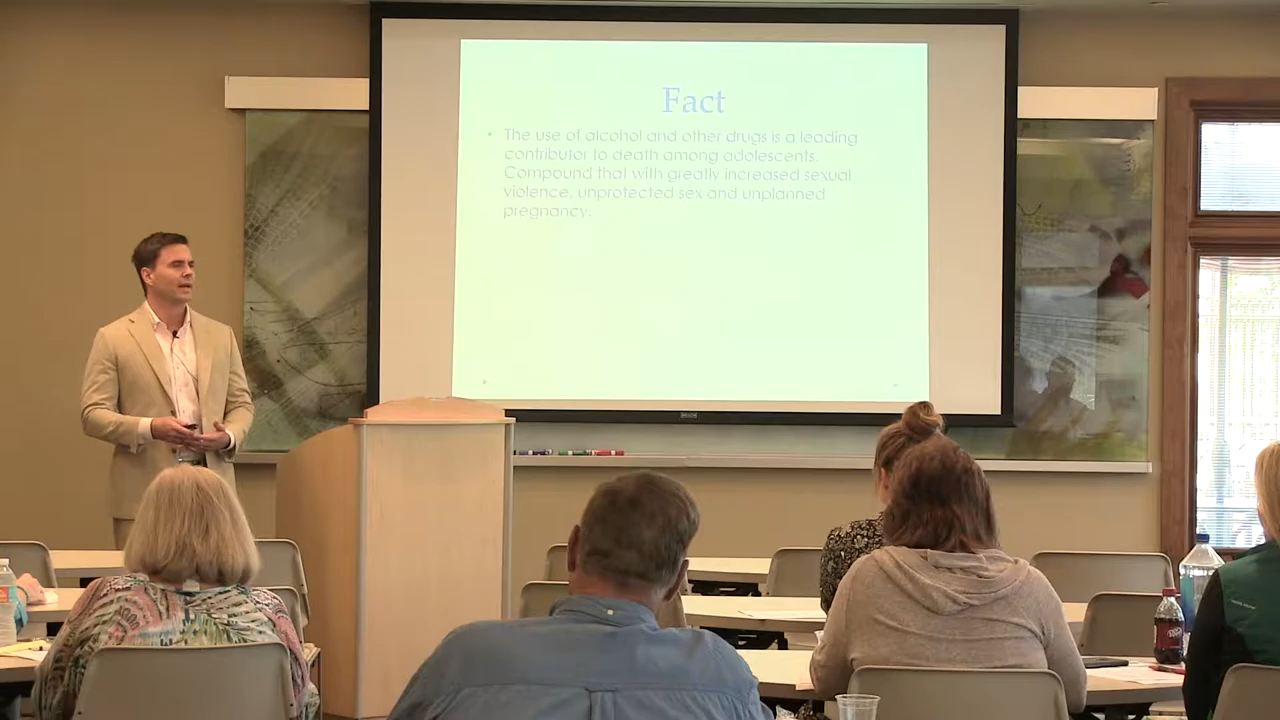 Fact
• The use of alcohol and other drugs is a leading
contributor to death among adolescents.
Compound that with greatly increased sexual
violence, unprotected sex and unplanned
pregnancy.